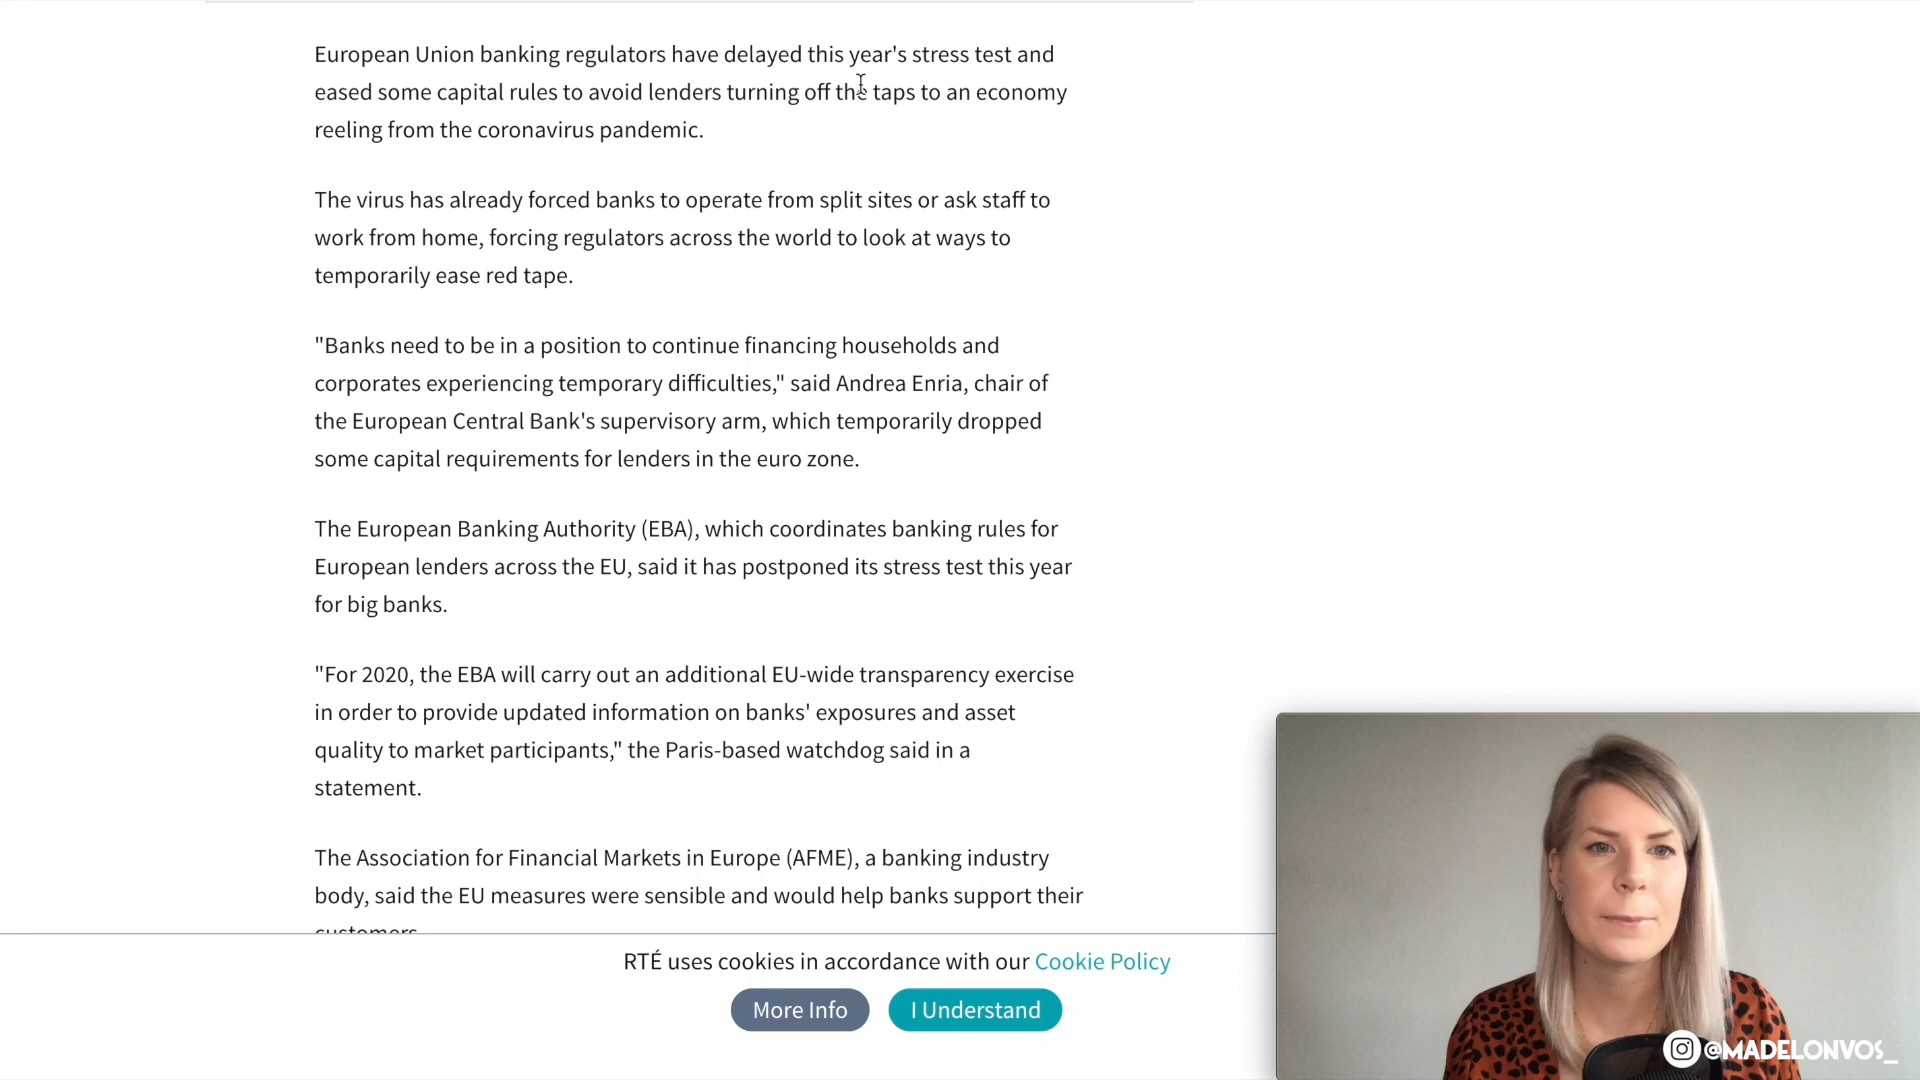 European Union banking regulators have delayed this year's stress test and
eased some capital rules to avoid lenders turning off the taps to an economy
reeling from the coronavirus pandemic.
The virus has already forced banks to operate from split sites or ask staff to
work from home, forcing regulators across the world to look at ways to
temporarily ease red tape.
"Banks need to be in a position to continue financing households and
corporates experiencing temporary difficulties," said Andrea Enria, chair of
the European Central Bank's supervisory arm, which temporarily dropped
some capital requirements for lenders in the euro zone.
The European Banking Authority (EBA), which coordinates banking rules for
European lenders across the EU, said it has postponed its stress test this year
for big banks.
"For 2020, the EBA will carry out an additional EU-wide transparency exercise
in order to provide updated information on banks' exposures and asset
quality to market participants," the Paris-based watchdog said in a
statement.
The Association for Financial Markets in Europe (AFME), a banking industry
body, said the EU measures were sensible and would help banks support their
customers.
RTÉ uses cookies in accordance with our Cookie Policy
More Info
I Understand
@MADELONVOS_